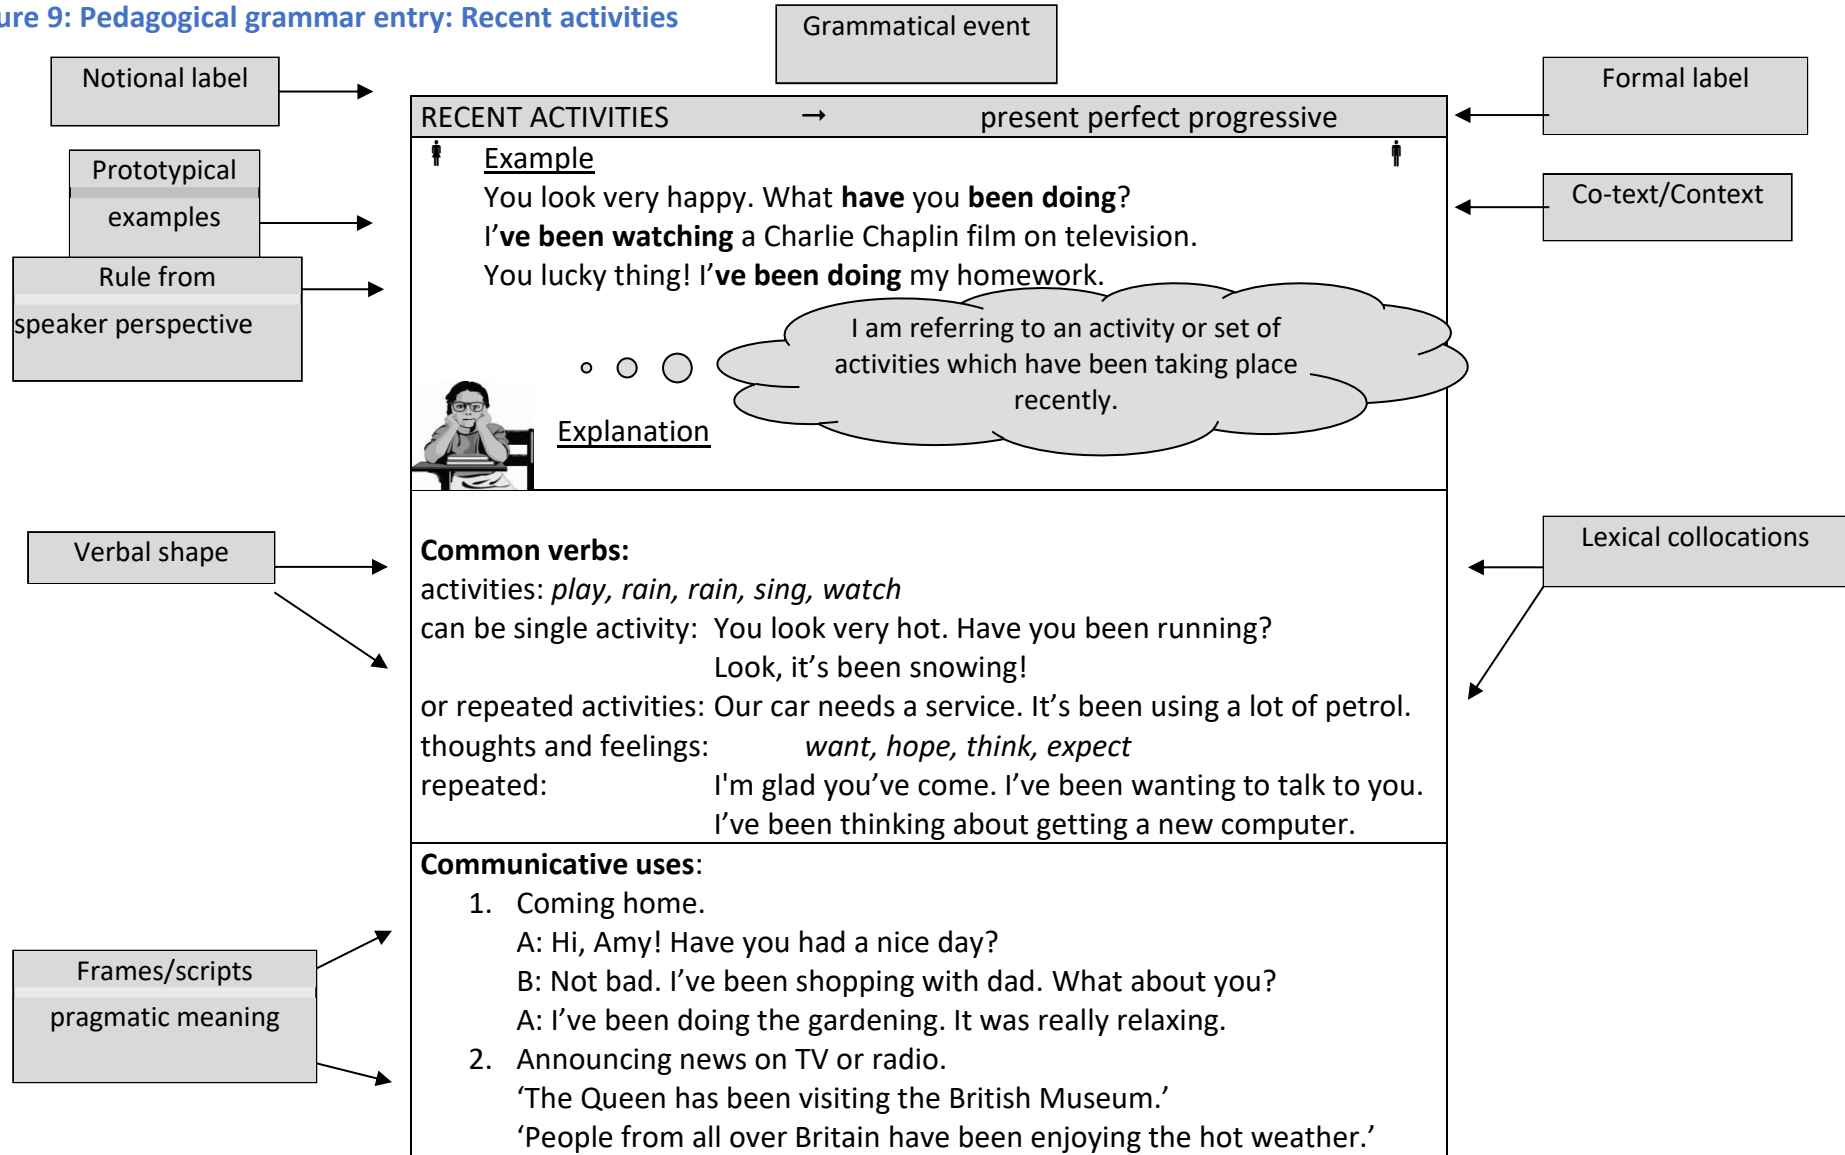 ure 9: Pedagogical grammar entry: Recent activities
Grammatical event
Notional label
Formal label
RECENT ACTIVITIES → present perfect progressive
Prototypical
examples
Co-text/Context
Rule from
speaker perspective
Example
You look very happy. What have you been doing?
I’ve been watching a Charlie Chaplin film on television.
You lucky thing! I’ve been doing my homework.
I am referring to an activity or set of
activities which have been taking place
recently.
Explanation
Verbal shape
Lexical collocations
Common verbs:
activities: play, rain, rain, sing, watch
can be single activity: You look very hot. Have you been running?
Look, it’s been snowing!
or repeated activities: Our car needs a service. It’s been using a lot of petrol.
thoughts and feelings: want, hope, think, expect
repeated: I'm glad you’ve come. I’ve been wanting to talk to you.
I’ve been thinking about getting a new computer.
Frames/scripts
pragmatic meaning
Communicative uses:
1. Coming home.
A: Hi, Amy! Have you had a nice day?
B: Not bad. I’ve been shopping with dad. What about you?
A: I’ve been doing the gardening. It was really relaxing.
2. Announcing news on TV or radio.
‘The Queen has been visiting the British Museum.’
‘People from all over Britain have been enjoying the hot weather.’